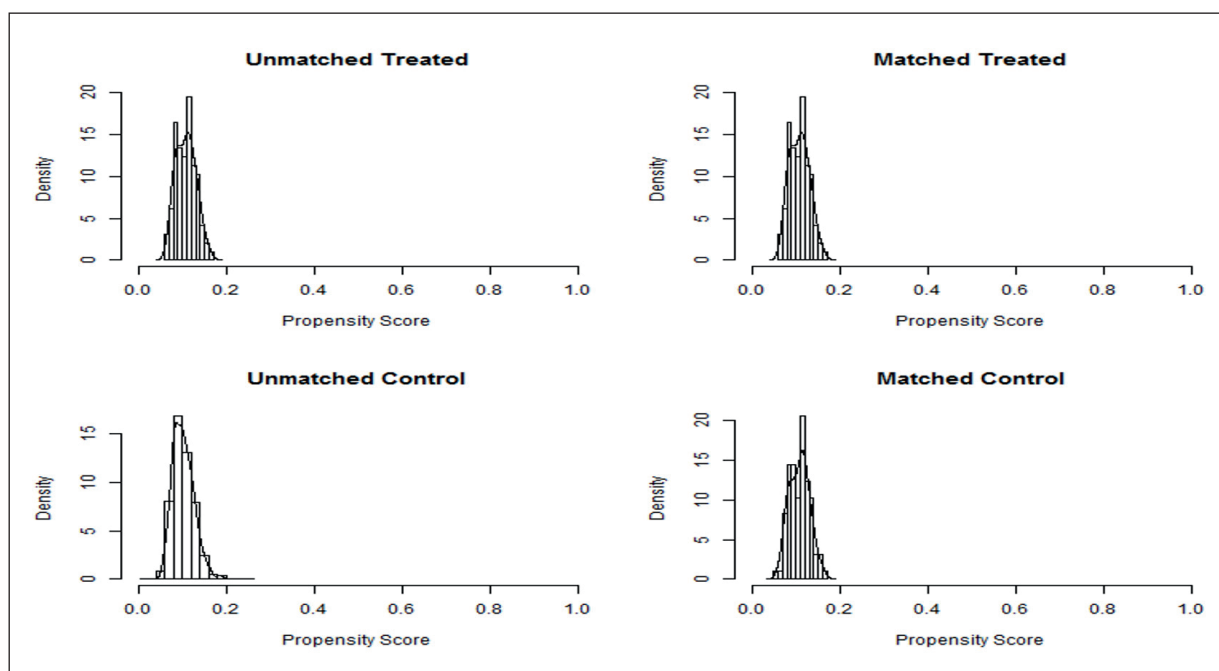 Unmatched Treated
Density
20
15
10
5
0
0.0 0.2 0.4 0.6 0.8 1.0
Propensity Score
Matched Treated
Density
20
15
10
5
0
0.0 0.2 0.4 0.6 0.8 1.0
Propensity Score
Unmatched Control
Density
15
10
5
0
0.0 0.2 0.4 0.6 0.8 1.0
Propensity Score
Matched Control
Density
20
15
10
5
0
0.0 0.2 0.4 0.6 0.8 1.0
Propensity Score